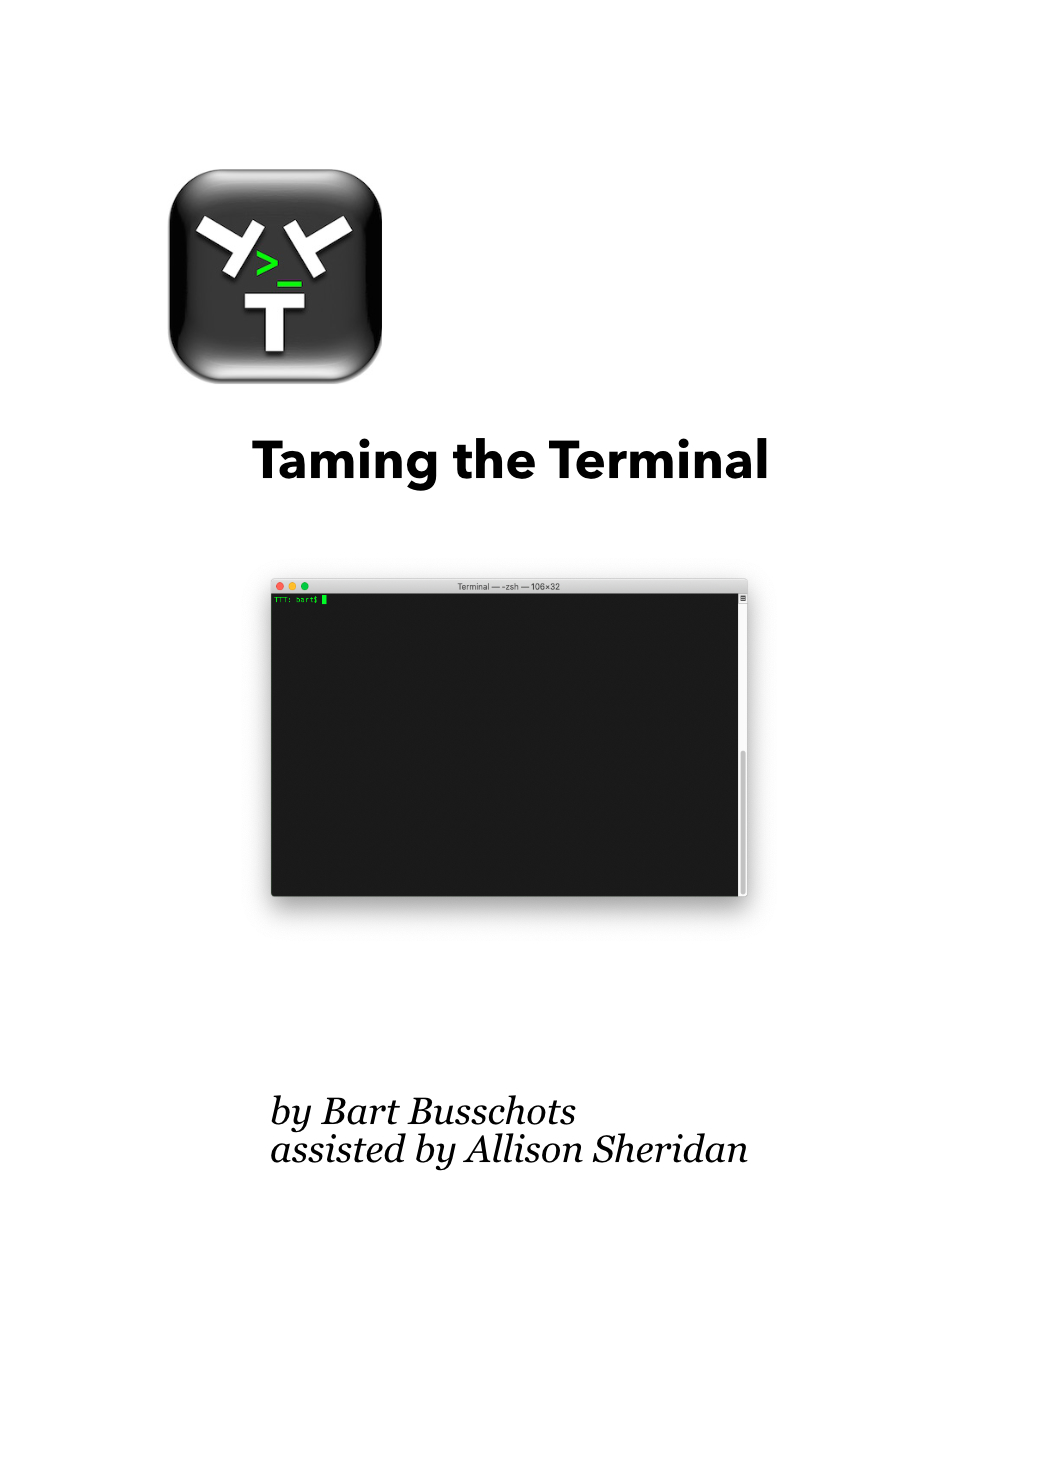 T T >_ T
Taming the Terminal
Terminal — -zsh — 106×32
TTT: bart$
by Bart Busschots
assisted by Allison Sheridan